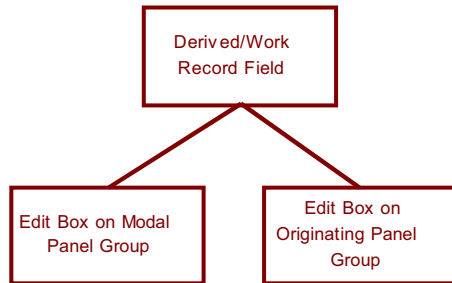 Derived/Work
Record Field
Edit Box on Modal
Panel Group
Edit Box on
Originating Panel
Group